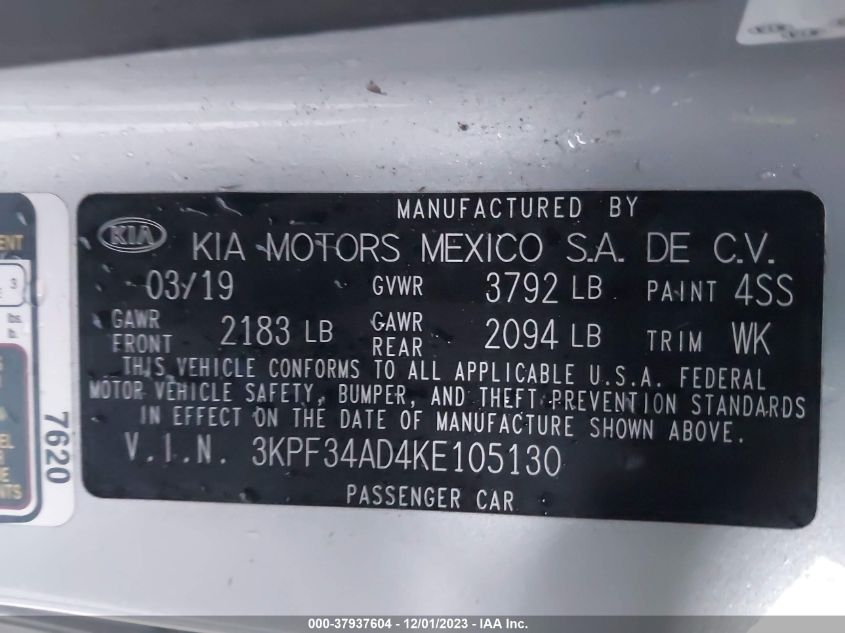 MANUFACTURED BY
KIA KIA MOTORS MEXICO S.A. DE C.V.
03/19 GVWR 3792 LB PAINT 4SS
GAWR FRONT 2183 LB GAWR REAR 2094 LB TRIM WK
THIS VEHICLE CONFORMS TO ALL APPLICABLE U.S.A. FEDERAL
MOTOR VEHICLE SAFETY, BUMPER, AND THEFT PREVENTION STANDARDS
IN EFFECT ON THE DATE OF MANUFACTURE SHOWN ABOVE.
V.I.N. 3KPF34AD4KE105130
PASSENGER CAR
7620
3
lbs.
000-37937604 - 12/01/2023 - IAA Inc.